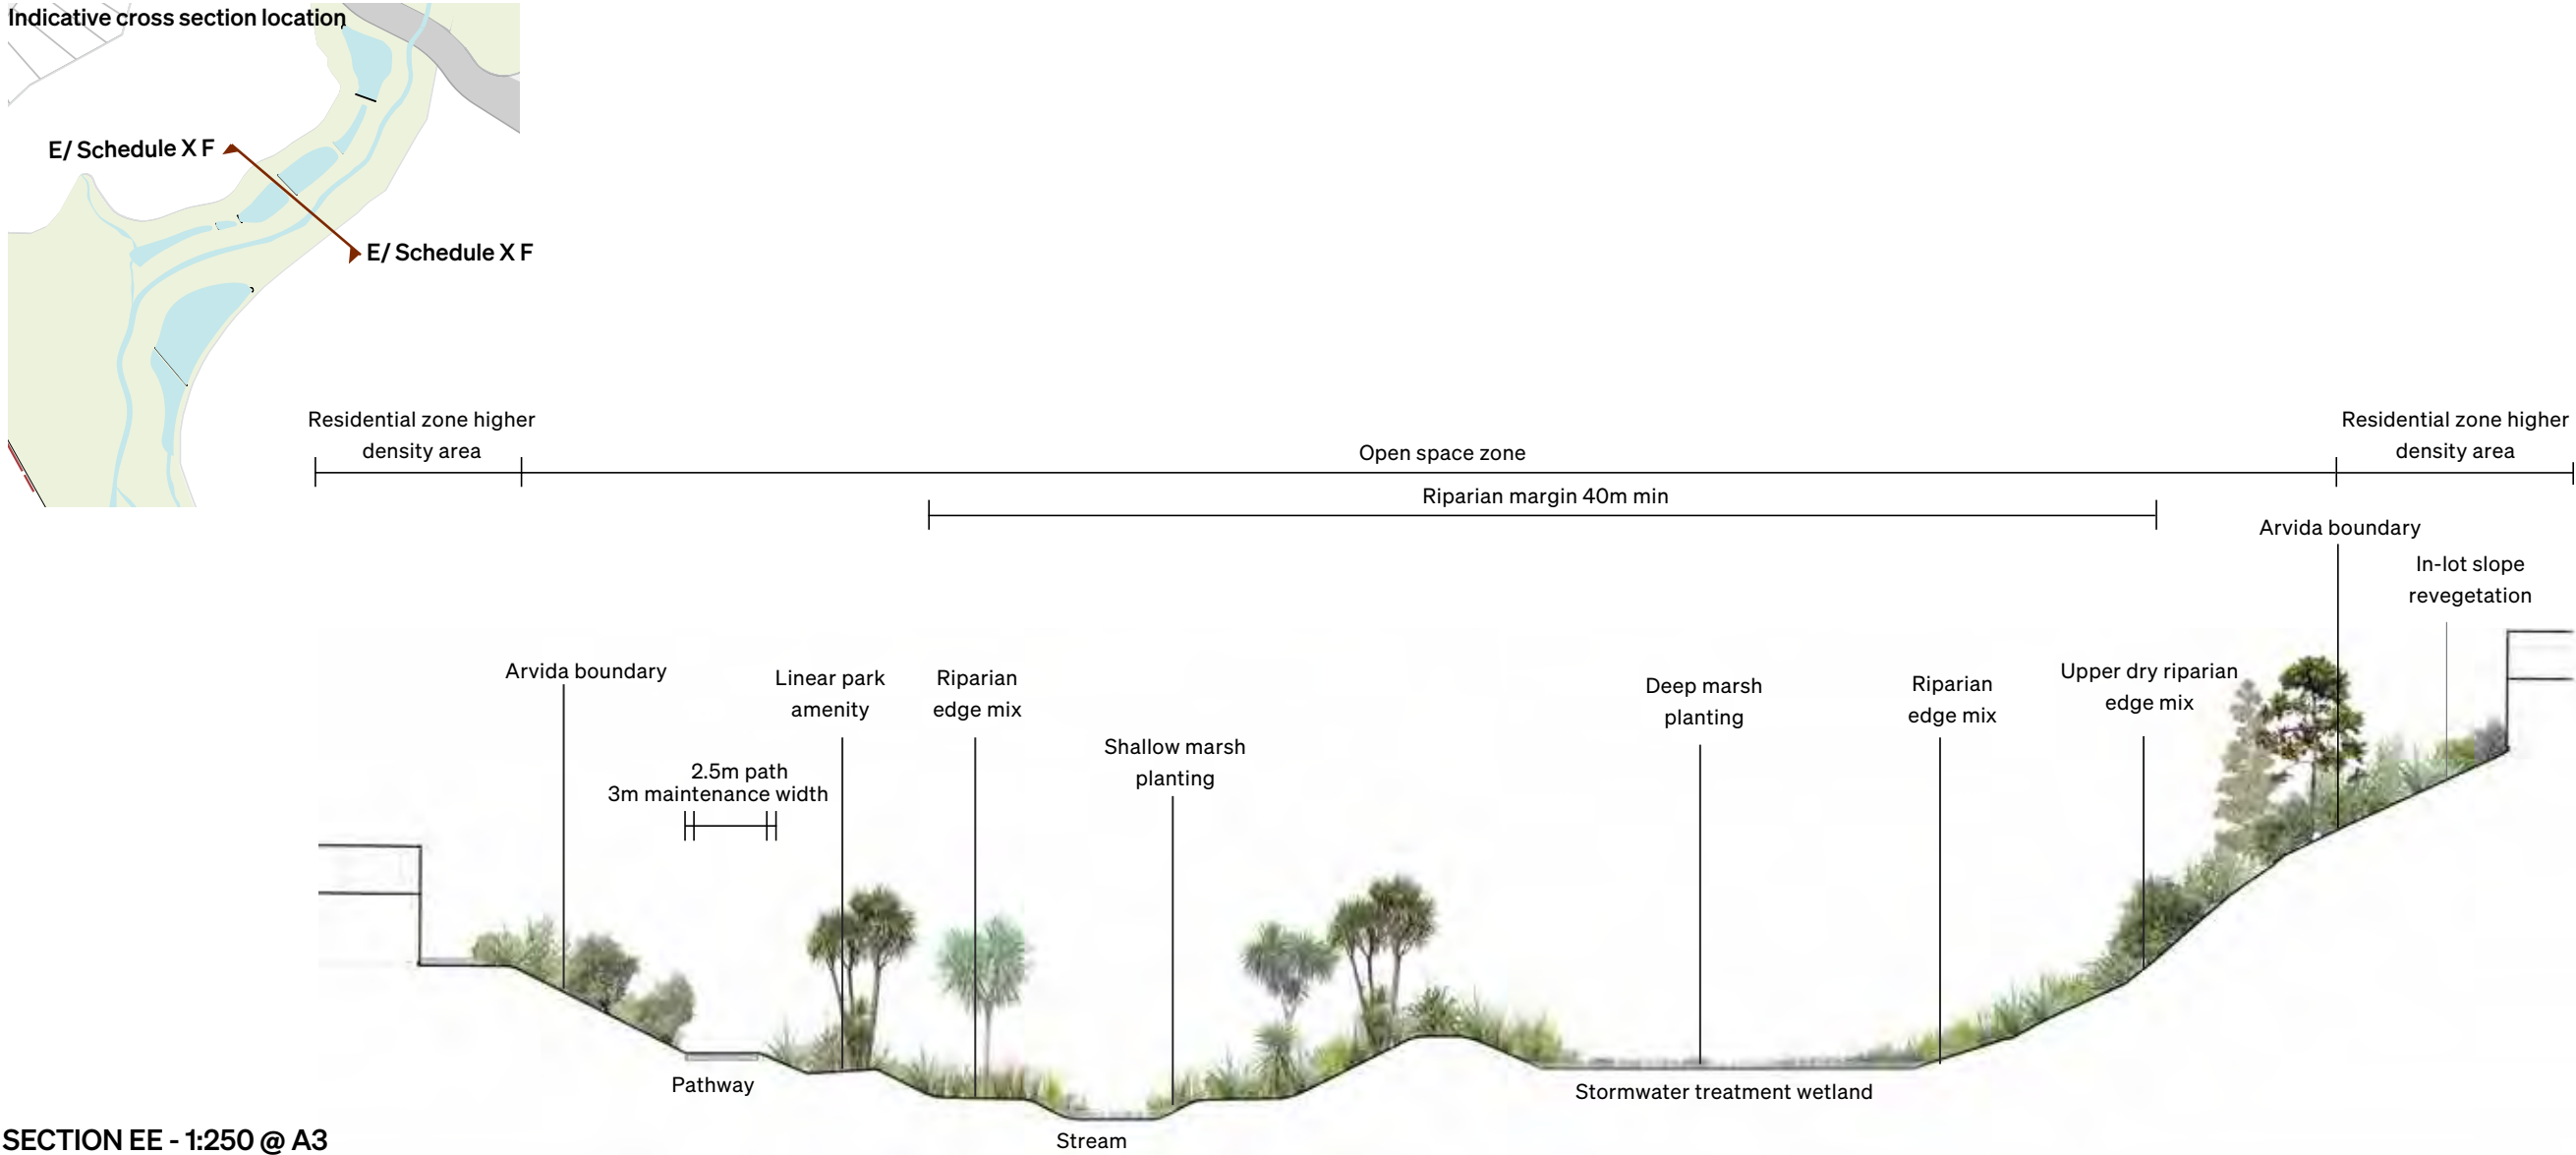 Indicative cross section location
E/ Schedule X F
E/ Schedule X F
Residential zone higher
density area
Open space zone
Residential zone higher
density area
Riparian margin 40m min
Arvida boundary
In-lot slope
revegetation
Arvida boundary
Linear park
amenity
Riparian
edge mix
Shallow marsh
planting
Deep marsh
planting
Riparian
edge mix
Upper dry riparian
edge mix
2.5m path
3m maintenance width
Pathway
Stream
Stormwater treatment wetland
SECTION EE - 1:250 @ A3